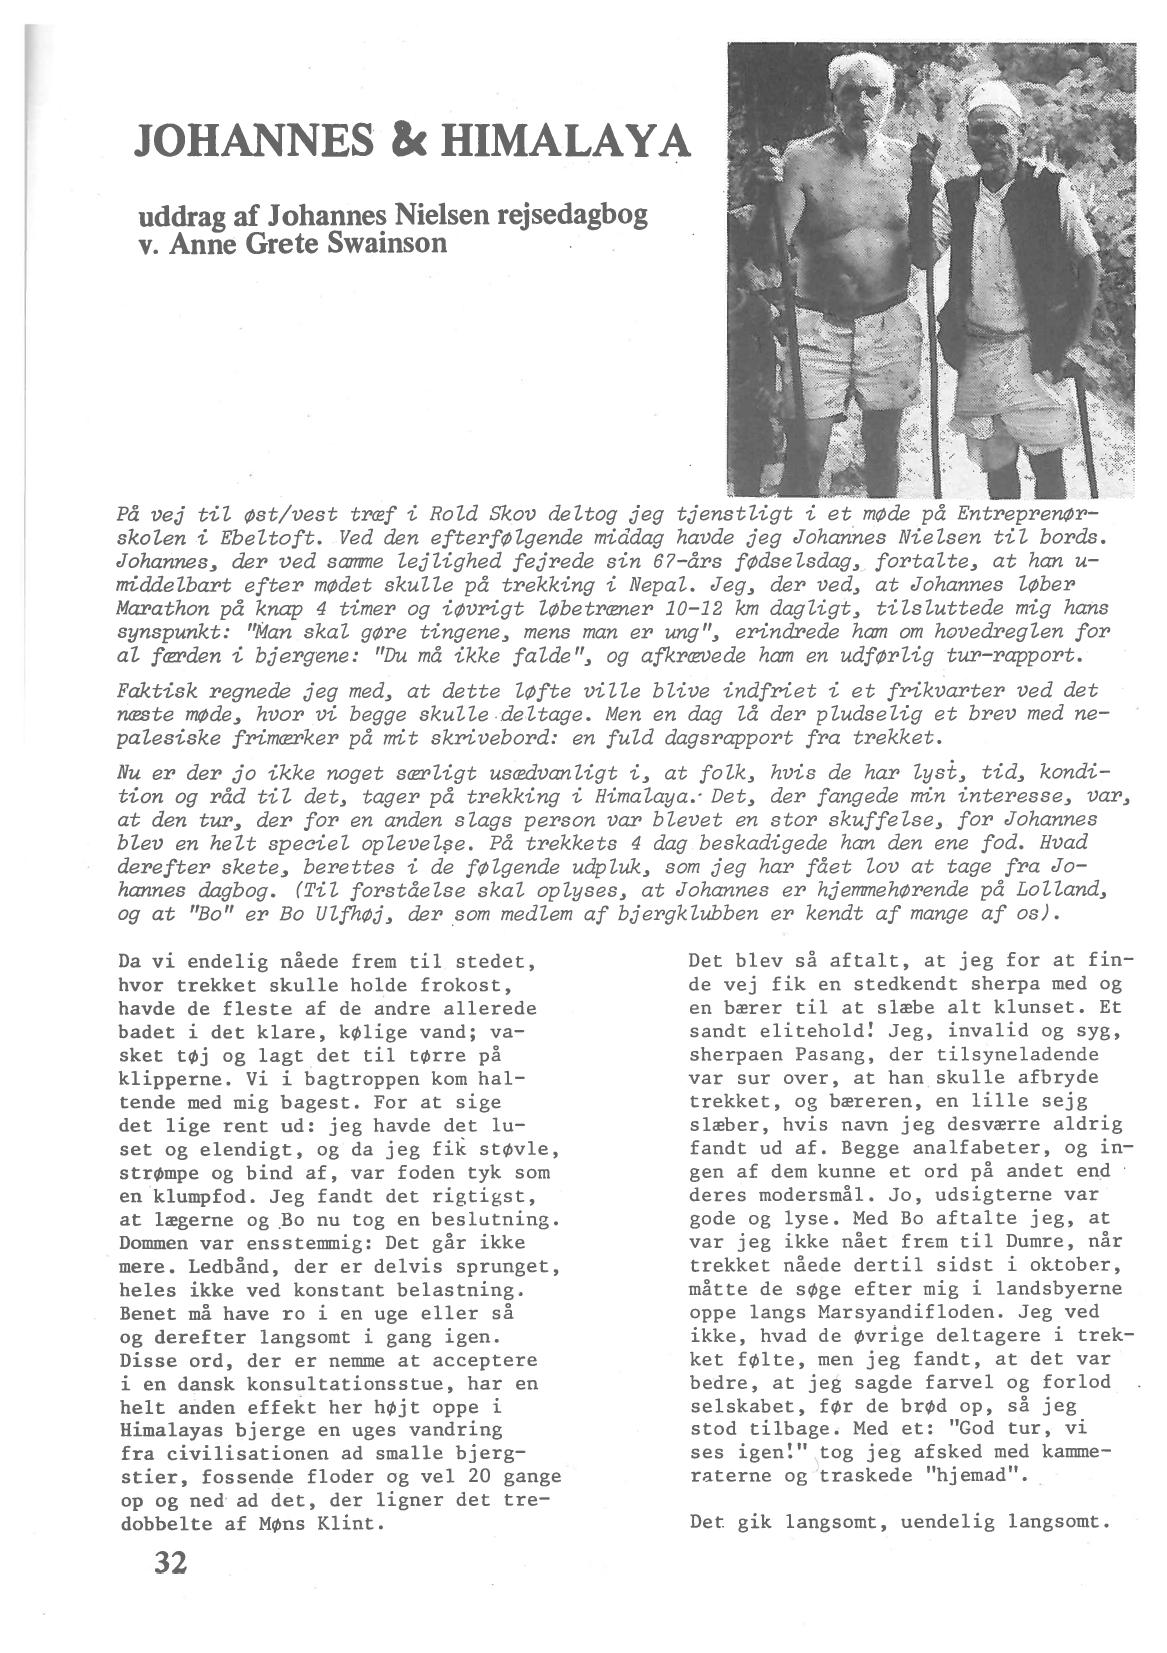 JOHANNES & HIMALAYA
uddrag af Johannes Nielsen rejsedagbog
v. Anne Grete Swainson
På vej til øst/vest træf i Rold Skov deltog jeg tjenstligt i et møde på Entreprenør-
skolen i Ebeltoft. Ved den efterfølgende middag havde jeg Johannes Nielsen til bords.
Johannes, der ved samme lejlighed fejrede sin 67-års fødselsdag, fortalte, at han u-
middelbart efter mødet skulle på trekking i Nepal. Jeg, der ved, at Johannes løber
Marathon på knap 4 timer og iøvrigt løbetræner 10-12 km dagligt, tilsluttede mig hans
synspunkt: "Man skal gøre tingene, mens man er ung", erindrede ham om hovedreglen for
al færden i bjergene: "Du må ikke falde", og afkrævede ham en udførlig tur-rapport.
Faktisk regnede jeg med, at dette løfte ville blive indfriet i et frikvarter ved det
næste møde, hvor vi begge skulle deltage. Men en dag lå der pludselig et brev med ne-
palesiske frimærker på mit skrivebord: en fuld dagsrapport fra trekket.
Nu er der jo ikke noget særligt usædvanligt i, at folk, hvis de har lyst, tid, kondi-
tion og råd til det, tager på trekking i Himalaya. Det, der fangede min interesse, var,
at den tur, der for en anden slags person var blevet en stor skuffelse, for Johannes
blev en helt speciel oplevelse. På trekkets 4 dag beskadigede han den ene fod. Hvad
derefter skete, berettes i de følgende udpluk, som jeg har fået lov at tage fra Jo-
hannes dagbog. (Til forståelse skal oplyses, at Johannes er hjemmehørende på Lolland,
og at "Bo" er Bo Ulfhøj, der som medlem af bjergklubben er kendt af mange af os).
Da vi endelig nåede frem til stedet,
hvor trekket skulle holde frokost,
havde de fleste af de andre allerede
badet i det klare, kølige vand; va-
sket tøj og lagt det til tørre på
klipperne. Vi i bagtroppen kom hal-
tende med mig bagest. For at sige
det lige rent ud: jeg havde det lu-
set og elendigt, og da jeg fik støvle,
strømpe og bind af, var foden tyk som
en klumpfod. Jeg fandt det rigtigst,
at lægerne og Bo nu tog en beslutning.
Dommen var ensstemmig: Det går ikke
mere. Ledbånd, der er delvis sprunget,
heles ikke ved konstant belastning.
Benet må have ro i en uge eller så
og derefter langsomt i gang igen.
Disse ord, der er nemme at acceptere
i en dansk konsultationsstue, har en
helt anden effekt her højt oppe i
Himalayas bjerge en uges vandring
fra civilisationen ad smalle bjerg-
stier, fossende floder og vel 20 gange
op og ned ad det, der ligner det tre-
dobbelte af Møns Klint.
Det blev så aftalt, at jeg for at fin-
de vej fik en stedkendt sherpa med og
en bærer til at slæbe alt klunset. Et
sandt elitehold! Jeg, invalid og syg,
sherpaen Pasang, der tilsyneladende
var sur over, at han skulle afbryde
trekket, og bæreren, en lille sejg
slæber, hvis navn jeg desværre aldrig
fandt ud af. Begge analfabeter, og in-
gen af dem kunne et ord på andet end
deres modersmål. Jo, udsigterne var
gode og lyse. Med Bo aftalte jeg, at
var jeg ikke nået frem til Dumre, når
trekket nåede dertil sidst i oktober,
måtte de søge efter mig i landsbyerne
oppe langs Marsyandifloden. Jeg ved
ikke, hvad de øvrige deltagere i trek-
ket følte, men jeg fandt, at det var
bedre, at jeg sagde farvel og forlod
selskabet, før de brød op, så jeg
stod tilbage. Med et: "God tur, vi
ses igen!" tog jeg afsked med kamme-
raterne og traskede "hjemad".
Det gik langsomt, uendelig langsomt.
32